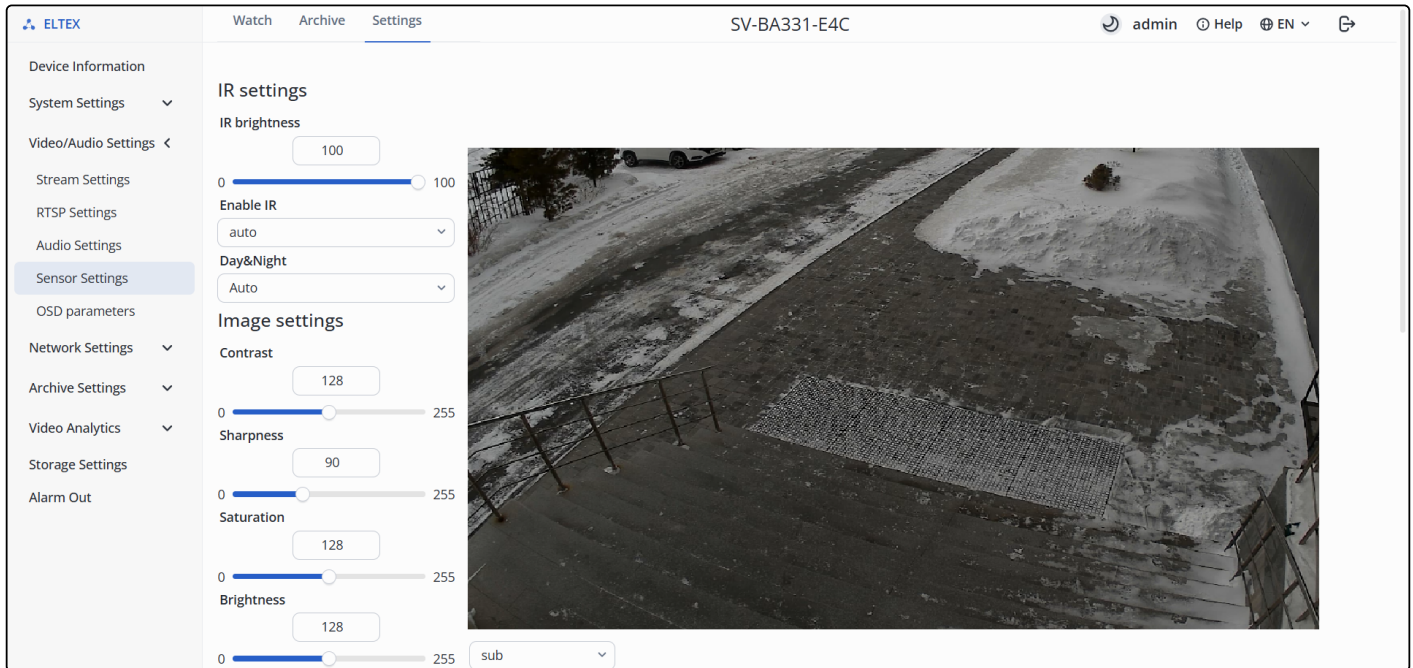 ELTEX
Watch Archive Settings
SV-BA331-E4C
admin Help EN
Device Information
System Settings
Video/Audio Settings
Stream Settings
RTSP Settings
Audio Settings
Sensor Settings
OSD parameters
Network Settings
Archive Settings
Video Analytics
Storage Settings
Alarm Out
IR settings
IR brightness
100
0 100
Enable IR
auto
Day&Night
Auto
Image settings
Contrast
128
0 255
Sharpness
90
0 255
Saturation
128
0 255
Brightness
128
0 255
sub